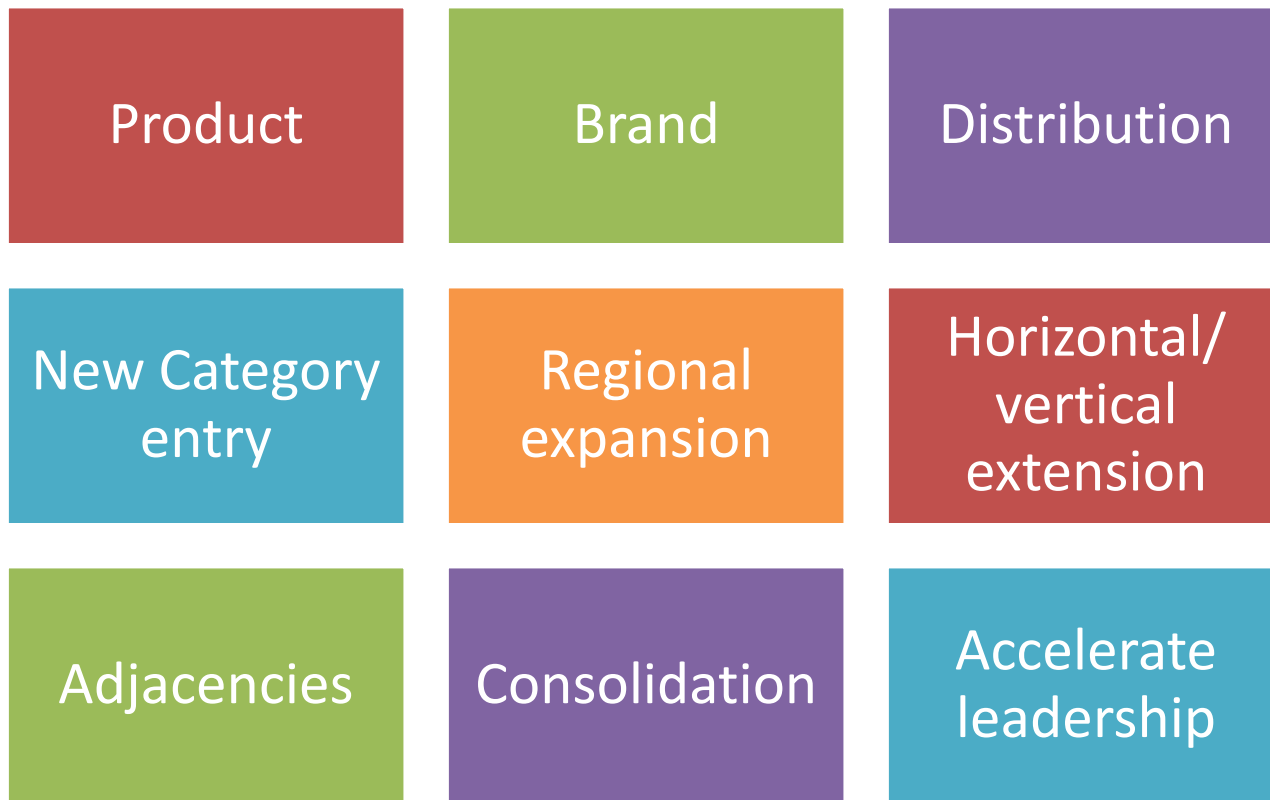 Product
Brand
Distribution
New Category
entry
Regional
expansion
Horizontal/
vertical
extension
Adjacencies
Consolidation
Accelerate
leadership